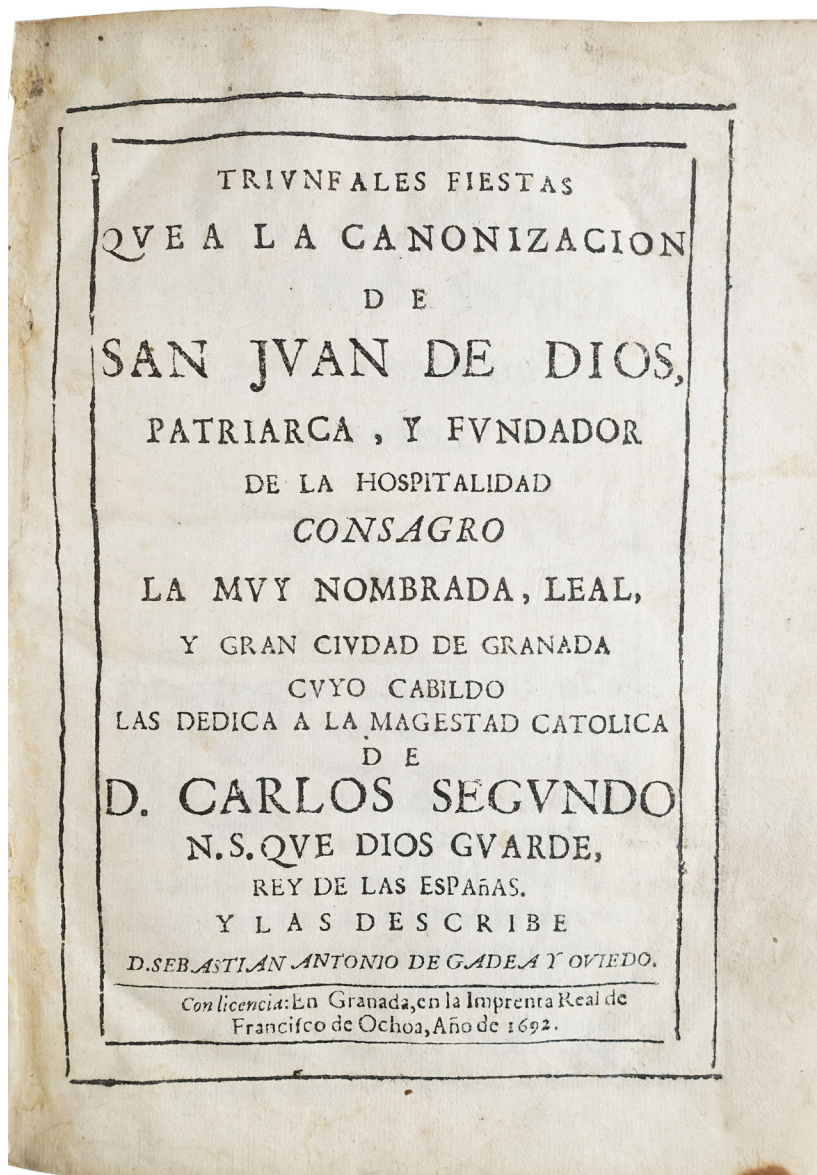 TRIVNFALES FIESTAS
QVE A LA CANONIZACION
DE
SAN JVAN DE DIOS,
PATRIARCA, Y FVNDADOR
DE LA HOSPITALIDAD
CONSAGRO
LA MVY NOMBRADA, LEAL,
Y GRAN CIVDAD DE GRANADA
CVYO CABILDO
LAS DEDICA A LA MAGESTAD CATOLICA
DE
D. CARLOS SEGVNDO
N.S. QVE DIOS GVARDE,
REY DE LAS ESPAñAS.
Y LAS DESCRIBE
D. SEBASTIAN ANTONIO DE GADEA Y OVIEDO.
Con licencia: En Granada, en la Imprenta Real de
Franciſco de Ochoa, Año de 1692.